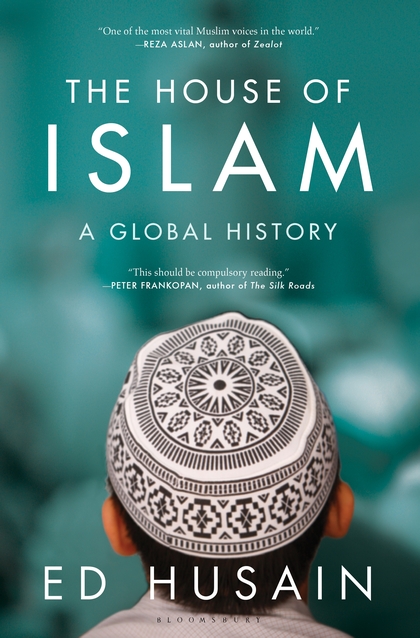 “One of the most vital Muslim voices in the world.”
—REZA ASLAN, author of Zealot
THE HOUSE OF
ISLAM
A GLOBAL HISTORY
“This should be compulsory reading.”
—PETER FRANKOPAN, author of The Silk Roads
ED HUSAIN
BLOOMSBURY